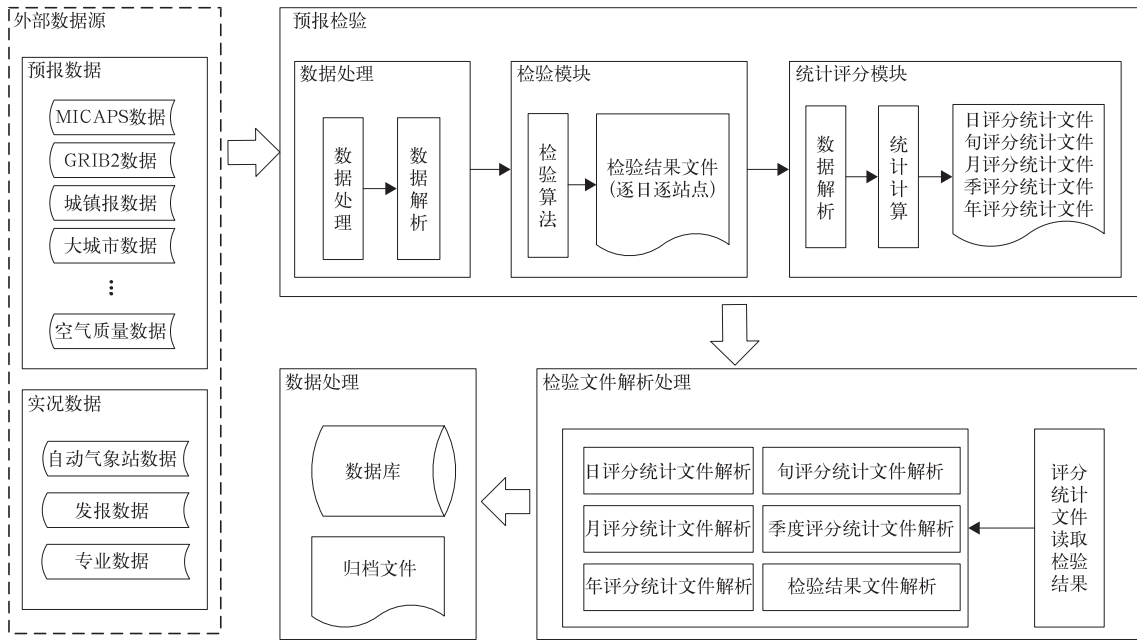 外部数据源
预报数据
MICAPS数据
GRIB2数据
城镇报数据
大城市数据
⋮
空气质量数据
实况数据
自动气象站数据
发报数据
专业数据
预报检验
数据处理
数据处理
数据解析
检验模块
检验算法
检验结果文件
(逐日逐站点)
统计评分模块
数据解析
统计计算
日评分统计文件
旬评分统计文件
月评分统计文件
季评分统计文件
年评分统计文件
检验文件解析处理
评分
统计
文件
读取
检验
结果
日评分统计文件解析
旬评分统计文件解析
月评分统计文件解析
季度评分统计文件解析
年评分统计文件解析
检验结果文件解析
数据处理
数据库
归档文件